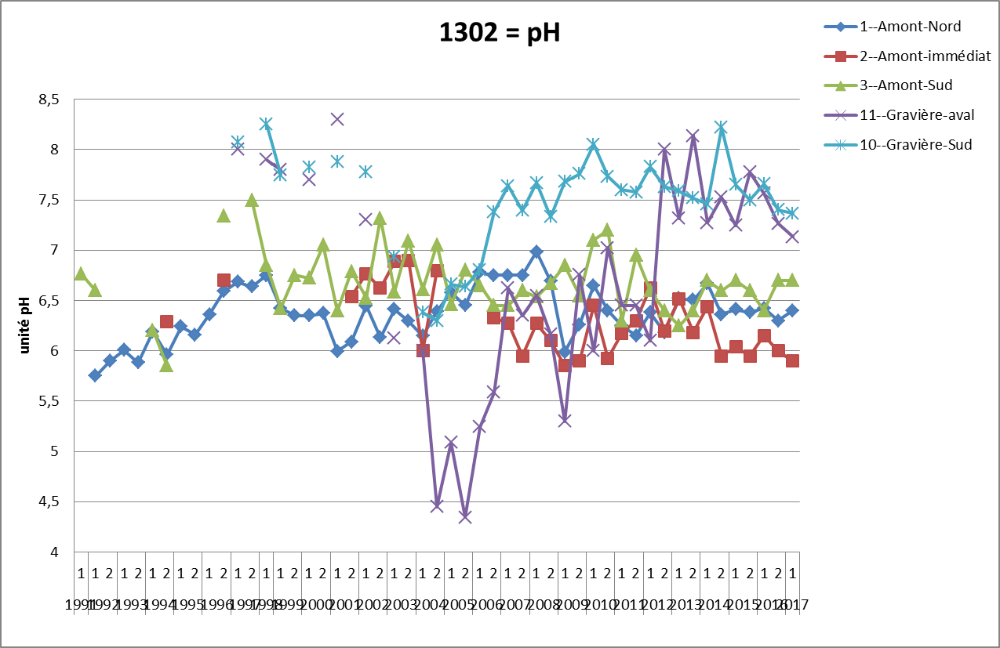 1302 = pH
1--Amont-Nord
2--Amont-immédiat
3--Amont-Sud
11--Gravière-aval
10--Gravière-Sud
unité pH
8,5
8
7,5
7
6,5
6
5,5
5
4,5
4
1 1 2 1 2 1 2 1 2 1 2 1 2 1 1 2 1 2 1 2 1 2 1 2 1 2 1 2 1 2 1 2 1 2 1 2 1 2 1 2 1 2 1 2 1 2 1 2 1 2 1
1991 1992 1993 1994 1995 1996 1997 1998 1999 2000 2001 2002 2003 2004 2005 2006 2007 2008 2009 2010 2011 2012 2013 2014 2015 2016 2017